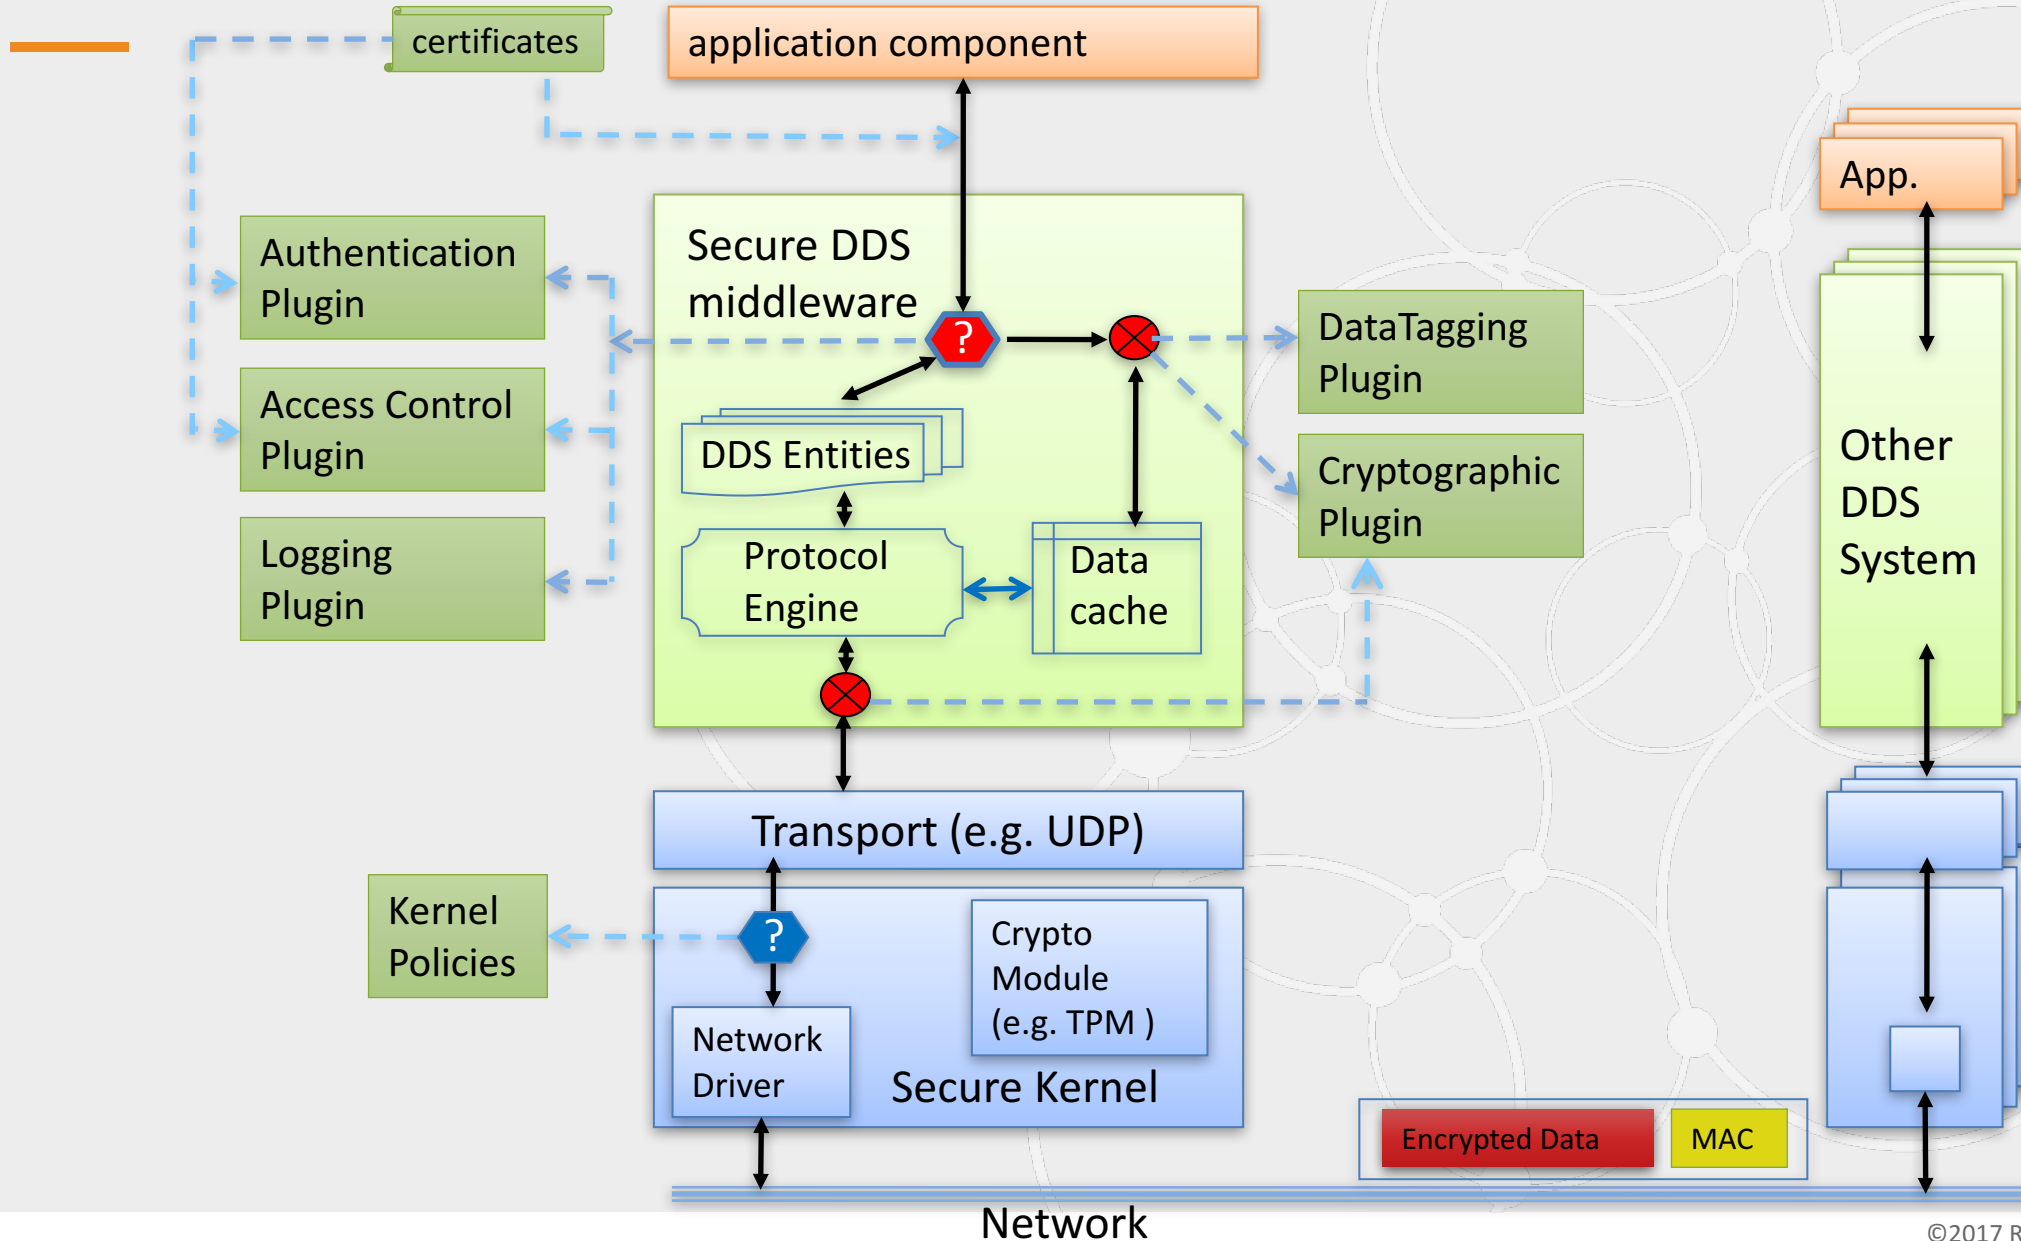 certificates
application component
App.
Secure DDS
middleware
?
Authentication
Plugin
Access Control
Plugin
Logging
Plugin
DataTagging
Plugin
Cryptographic
Plugin
DDS Entities
Protocol
Engine
Data
cache
Other
DDS
System
Transport (e.g. UDP)
Kernel
Policies
?
Crypto
Module
(e.g. TPM )
Network
Driver
Secure Kernel
Encrypted Data
MAC
Network
©2017 R